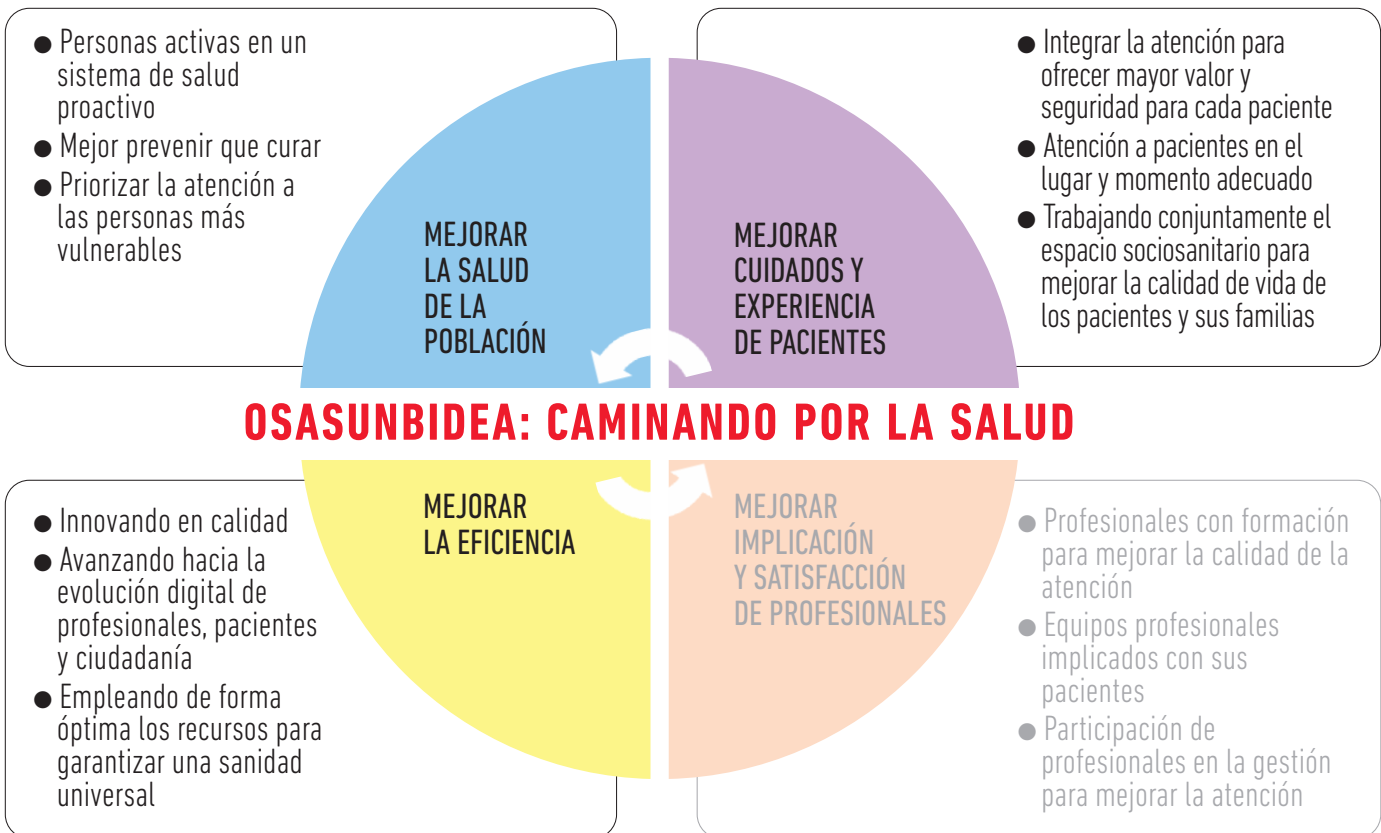 ● Personas activas en un
sistema de salud
proactivo
● Mejor prevenir que curar
● Priorizar la atención a
las personas más
vulnerables
MEJORAR
LA SALUD
DE LA
POBLACIÓN
MEJORAR
CUIDADOS Y
EXPERIENCIA
DE PACIENTES
● Integrar la atención para
ofrecer mayor valor y
seguridad para cada paciente
● Atención a pacientes en el
lugar y momento adecuado
● Trabajando conjuntamente el
espacio sociosanitario para
mejorar la calidad de vida de
los pacientes y sus familias
OSASUNBIDEA: CAMINANDO POR LA SALUD
● Innovando en calidad
● Avanzando hacia la
evolución digital de
profesionales, pacientes
y ciudadanía
● Empleando de forma
óptima los recursos para
garantizar una sanidad
universal
MEJORAR
LA EFICIENCIA
MEJORAR
IMPLICACIÓN
Y SATISFACCIÓN
DE PROFESIONALES
● Profesionales con formación
para mejorar la calidad de la
atención
● Equipos profesionales
implicados con sus
pacientes
● Participación de
profesionales en la gestión
para mejorar la atención